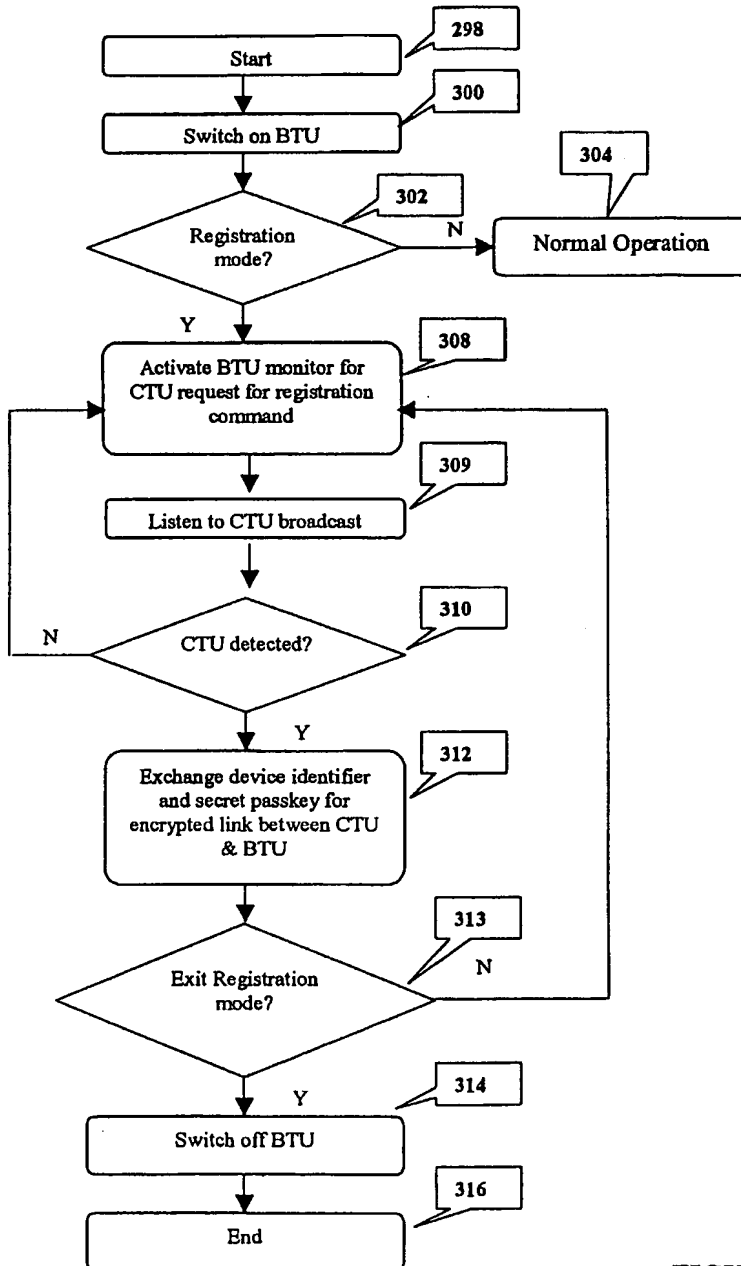 298
Start
300
Switch on BTU
304
302
Registration
mode?
N
Normal Operation
Y
308
Activate BTU monitor for
CTU request for registration
command
309
Listen to CTU broadcast
310
N
CTU detected?
Y
312
Exchange device identifier
and secret passkey for
encrypted link between CTU
& BTU
313
Exit Registration
mode?
N
Y
314
Switch off BTU
316
End